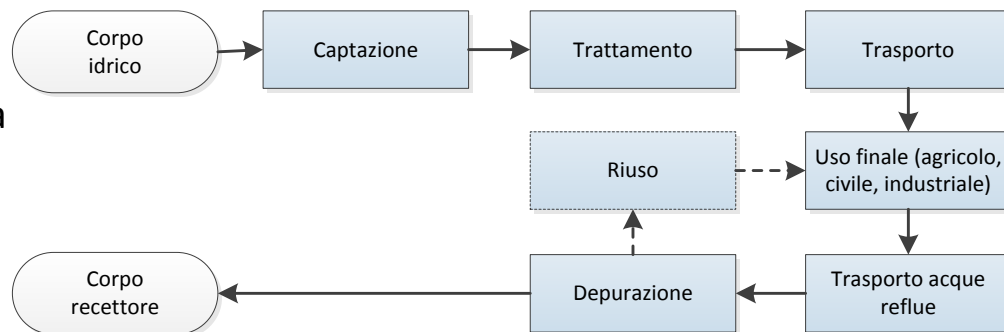 Corpo
idrico
Captazione
Trattamento
Trasporto
a
Riuso
Uso finale (agricolo,
civile, industriale)
Corpo
recettore
Depurazione
Trasporto acque
reflue